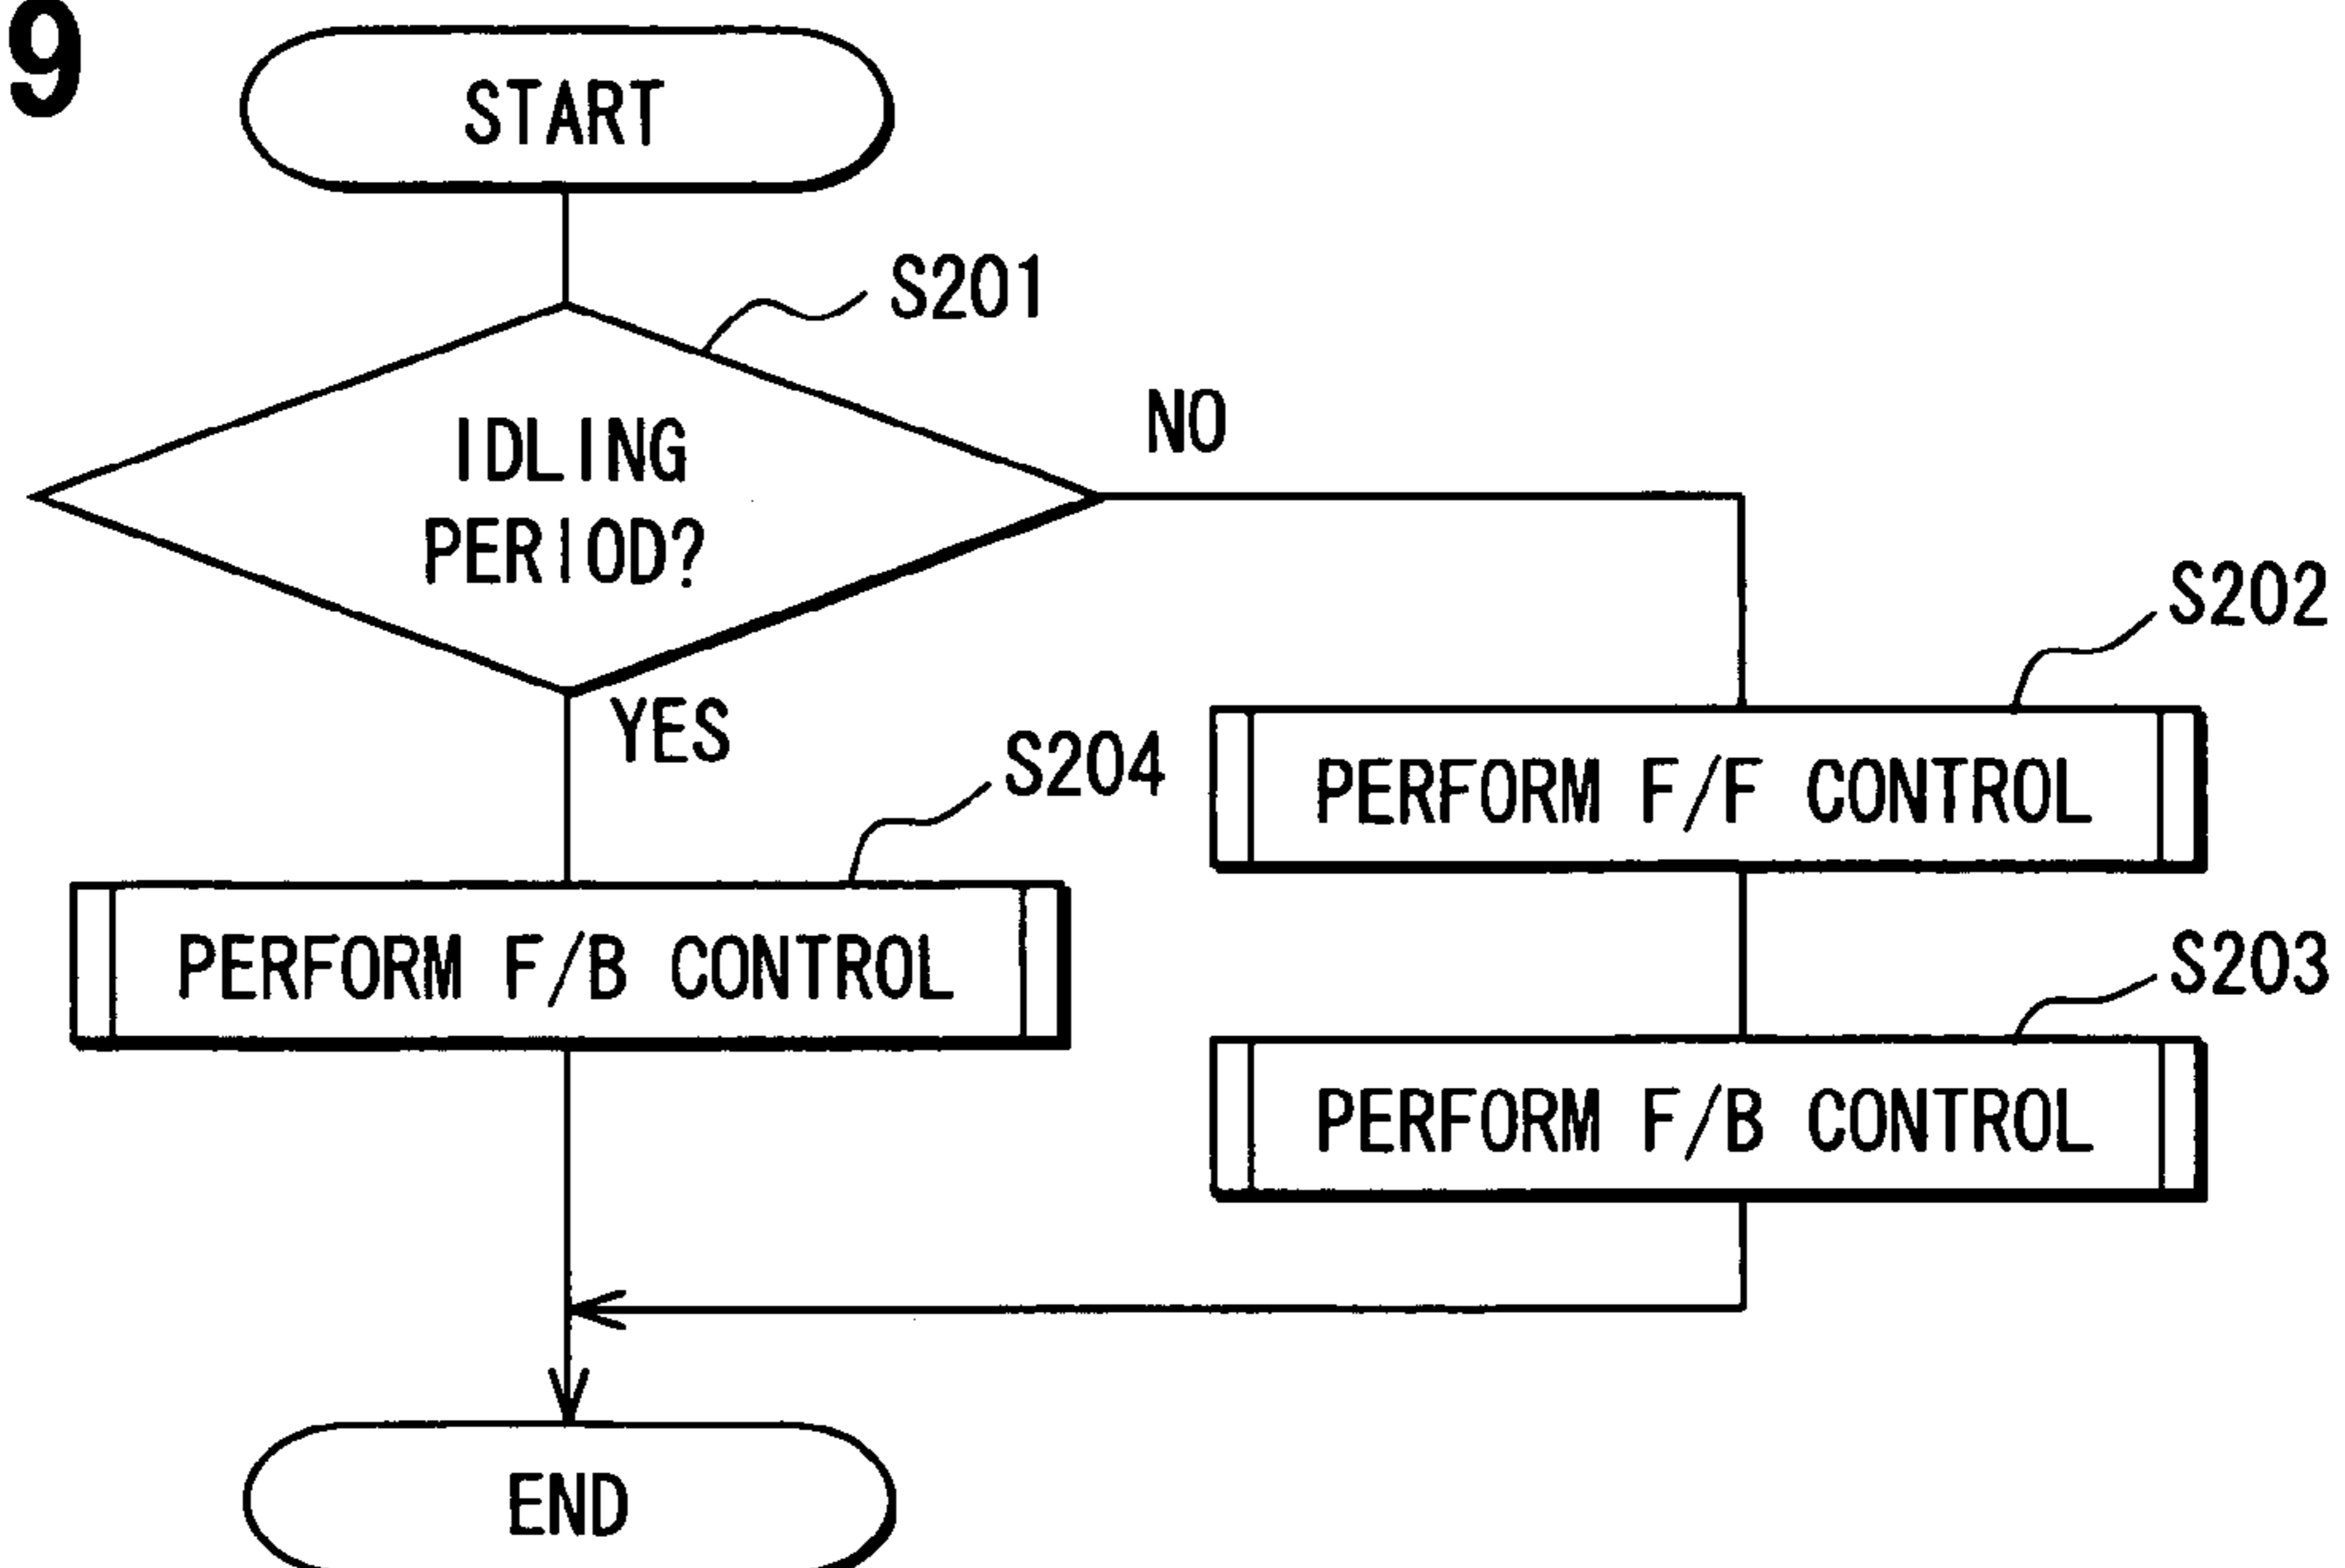 9
START
S201
IDLING
PERIOD?
NO
YES
S202
PERFORM F/F CONTROL
S204
PERFORM F/B CONTROL
S203
PERFORM F/B CONTROL
END